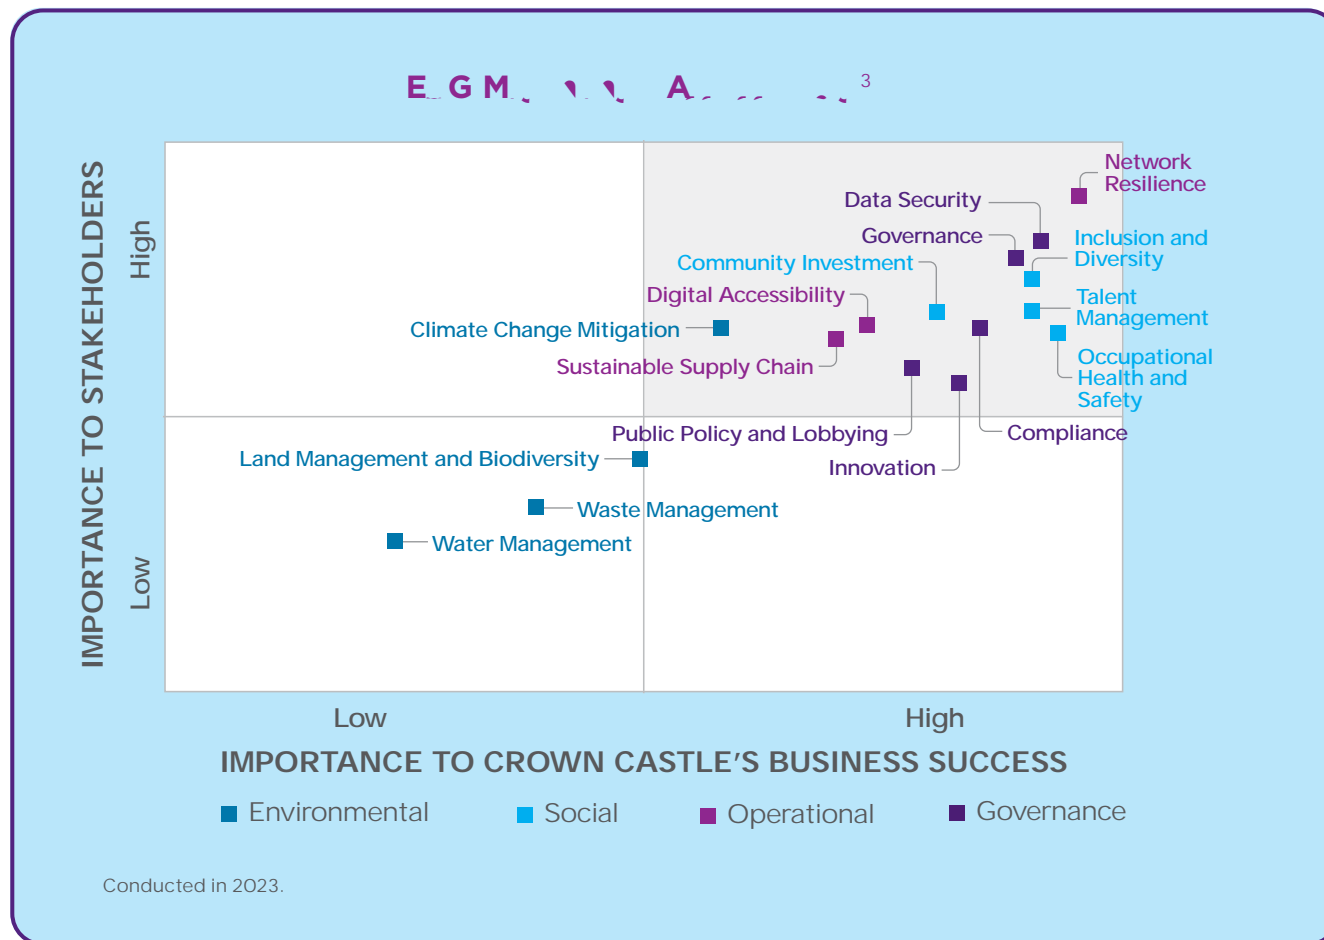 3
Network
Resilience
Data Security
Governance
Inclusion and
Diversity
Community Investment
Digital Accessibility
Talent
Management
Climate Change Mitigation
Occupational
Health and
Safety
Sustainable Supply Chain
Public Policy and Lobbying
Compliance
Land Management and Biodiversity
Innovation
Waste Management
Water Management
IMPORTANCE TO STAKEHOLDERS
High
Low
Low
High
IMPORTANCE TO CROWN CASTLE'S BUSINESS SUCCESS
Environmental
Social
Operational
Governance
Conducted in 2023.